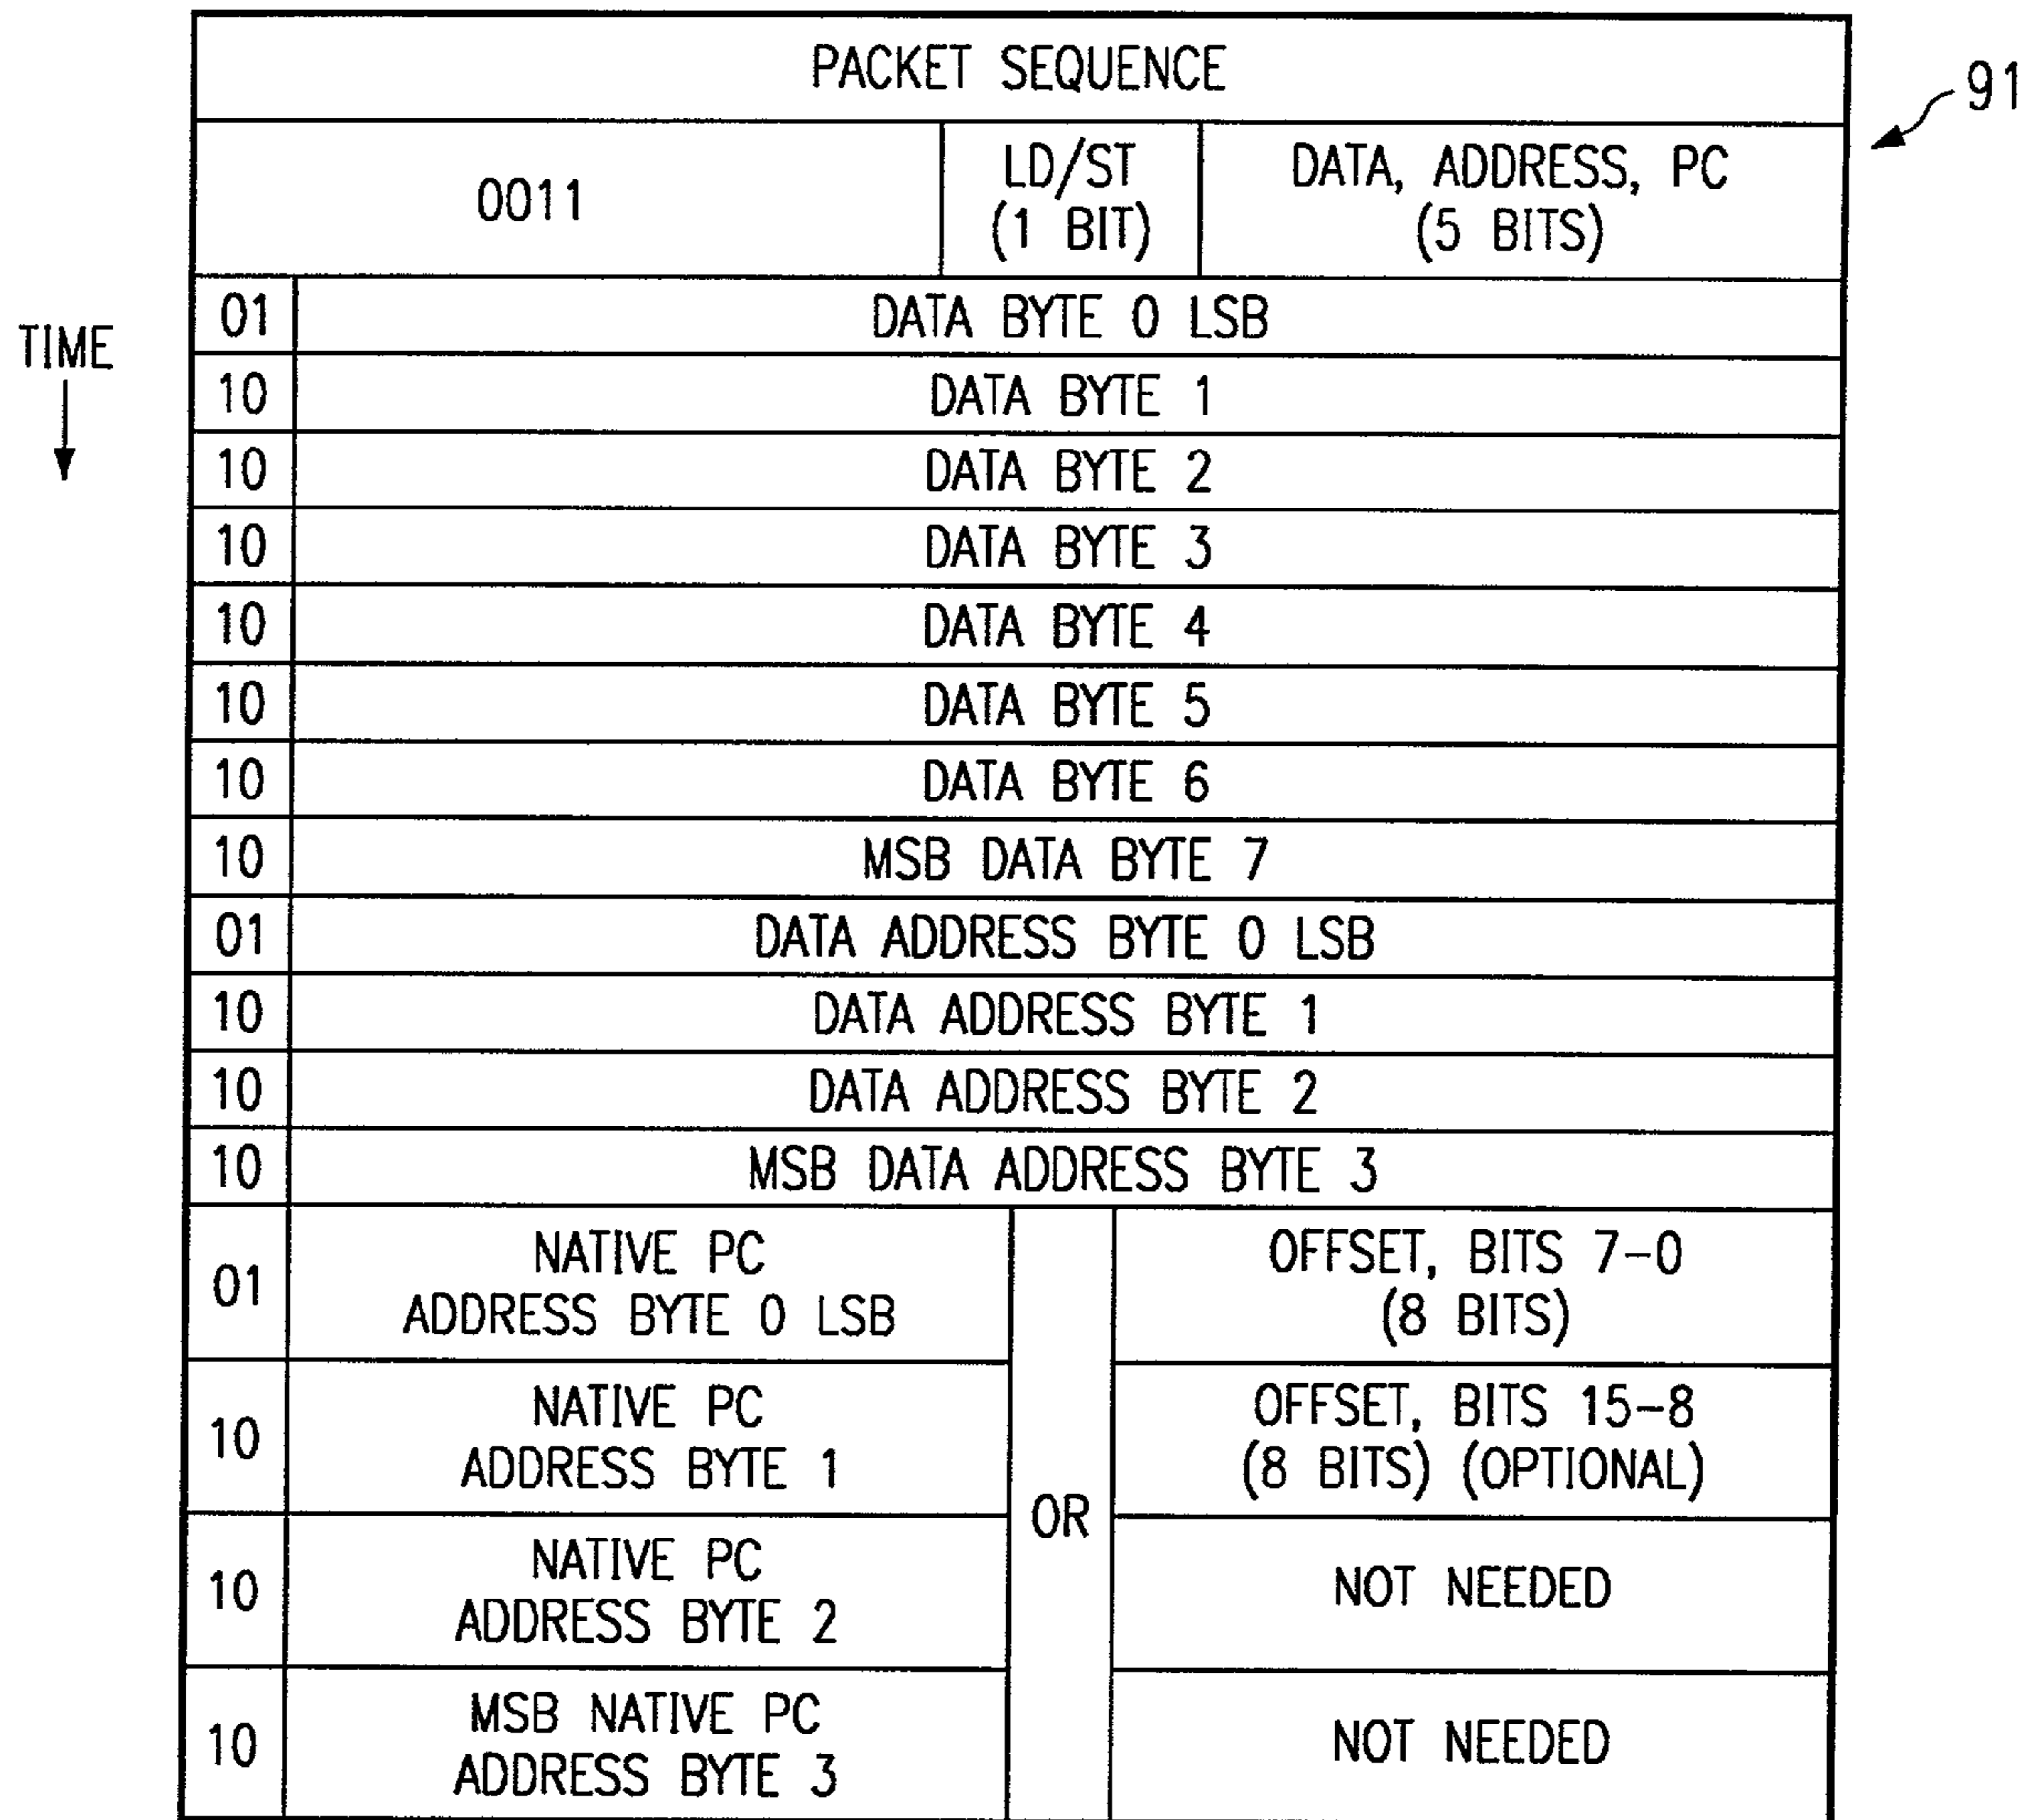 PACKET SEQUENCE
91
0011
LD/ST
(1 BIT)
DATA, ADDRESS, PC
(5 BITS)
TIME
01 DATA BYTE 0 LSB
10 DATA BYTE 1
10 DATA BYTE 2
10 DATA BYTE 3
10 DATA BYTE 4
10 DATA BYTE 5
10 DATA BYTE 6
10 MSB DATA BYTE 7
01 DATA ADDRESS BYTE 0 LSB
10 DATA ADDRESS BYTE 1
10 DATA ADDRESS BYTE 2
10 MSB DATA ADDRESS BYTE 3
01
NATIVE PC
ADDRESS BYTE 0 LSB
OFFSET, BITS 7-0
(8 BITS)
10
NATIVE PC
ADDRESS BYTE 1
OFFSET, BITS 15-8
(8 BITS) (OPTIONAL)
OR
10
NATIVE PC
ADDRESS BYTE 2
NOT NEEDED
10
MSB NATIVE PC
ADDRESS BYTE 3
NOT NEEDED